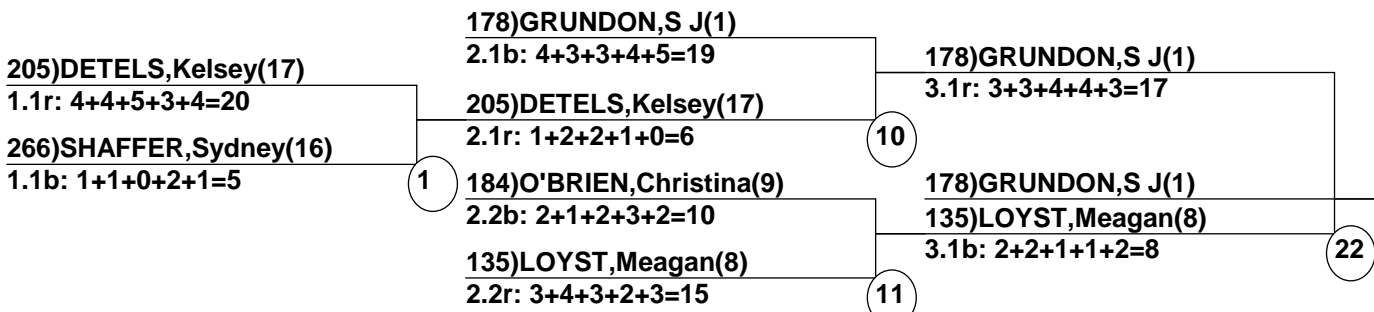 205)DETELS,Kelsey(17)
1.1r: 4+4+5+3+4=20
266)SHAFFER,Sydney(16)
1.1b: 1+1+0+2+1=5
1
178)GRUNDON,S J(1)
2.1b: 4+3+3+4+5=19
205)DETELS,Kelsey(17)
2.1r: 1+2+2+1+0=6
10
184)O'BRIEN,Christina(9)
2.2b: 2+1+2+3+2=10
135)LOYST,Meagan(8)
2.2r: 3+4+3+2+3=15
11
178)GRUNDON,S J(1)
3.1r: 3+3+4+4+3=17
178)GRUNDON,S J(1)
135)LOYST,Meagan(8)
3.1b: 2+2+1+1+2=8
22